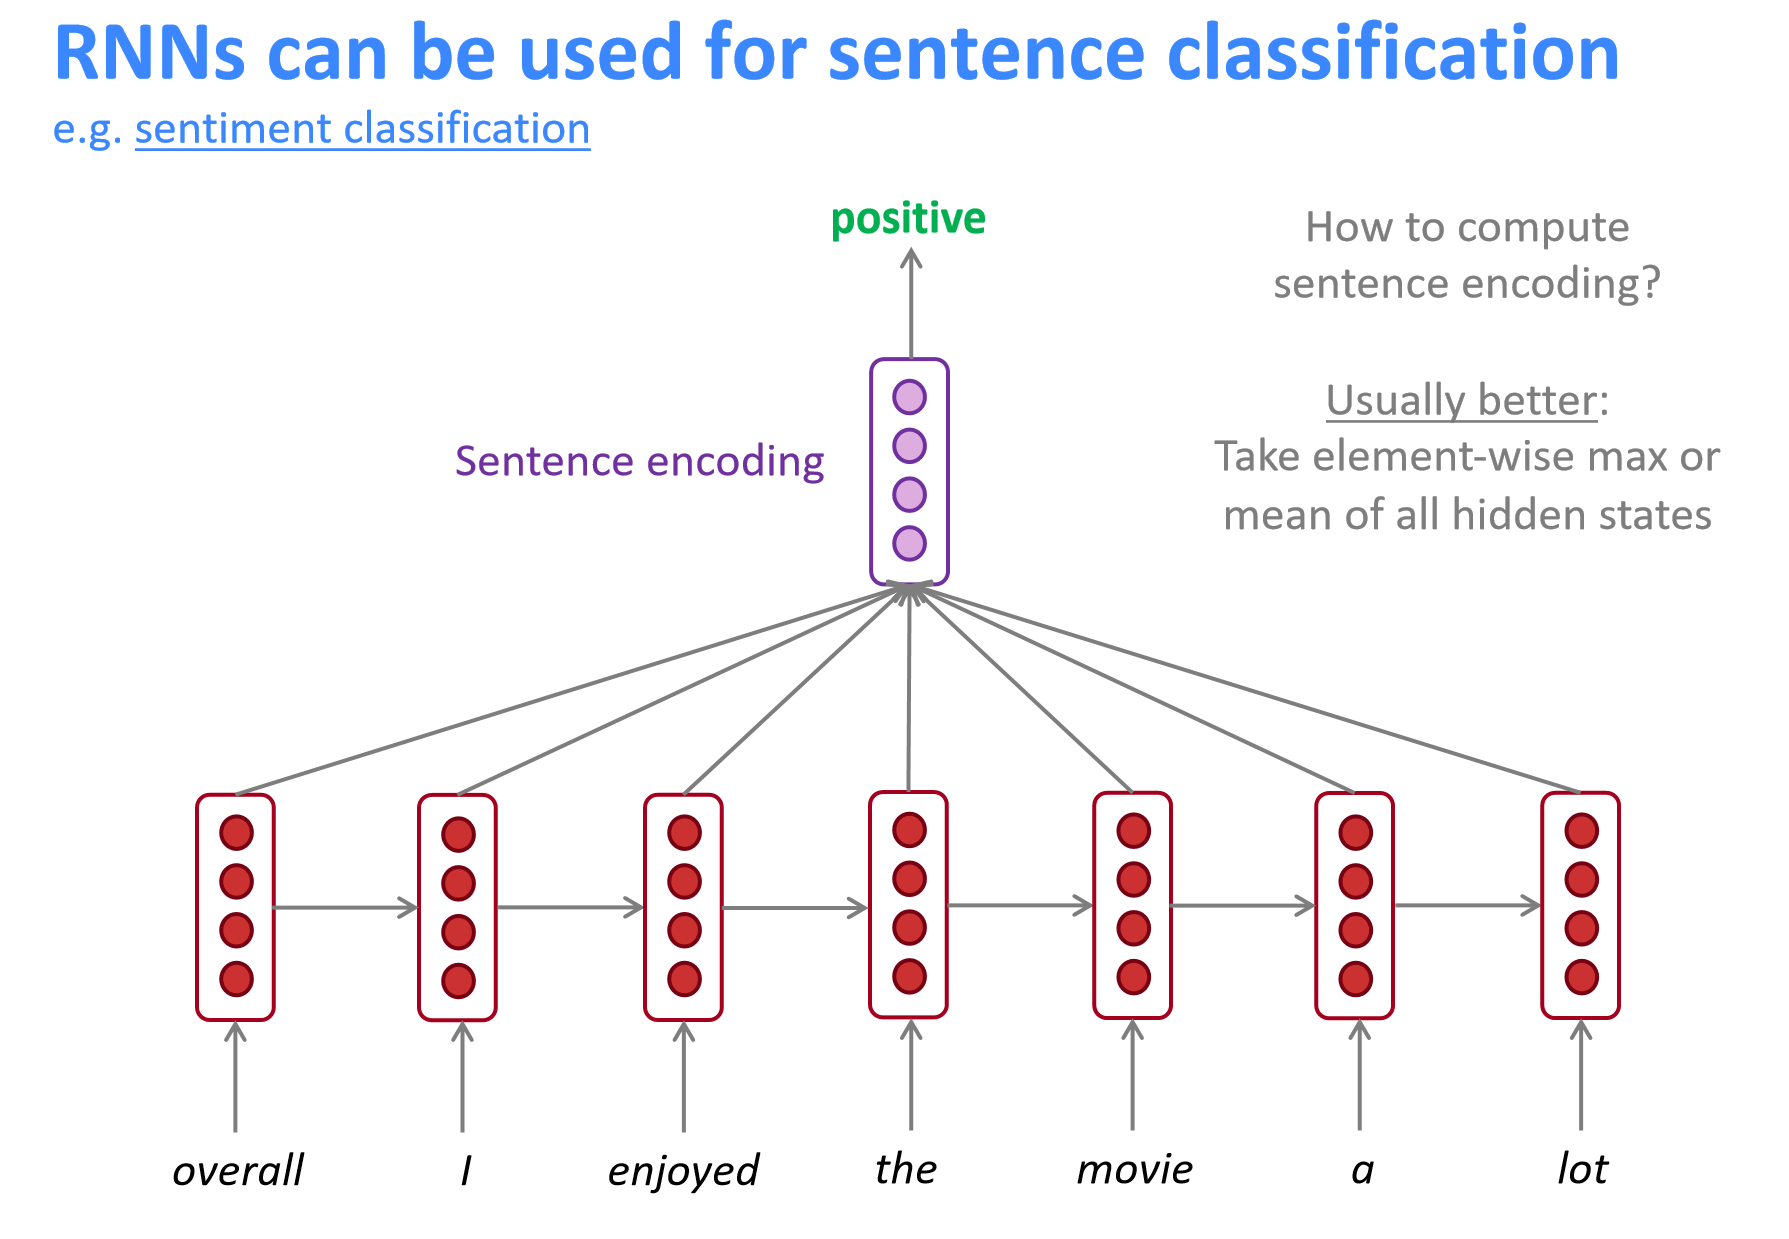 RNNs can be used for sentence classification
e.g. sentiment classification
positive
How to compute
sentence encoding?
Usually better:
Take element-wise max or
mean of all hidden states
Sentence encoding
overall I enjoyed the movie a lot